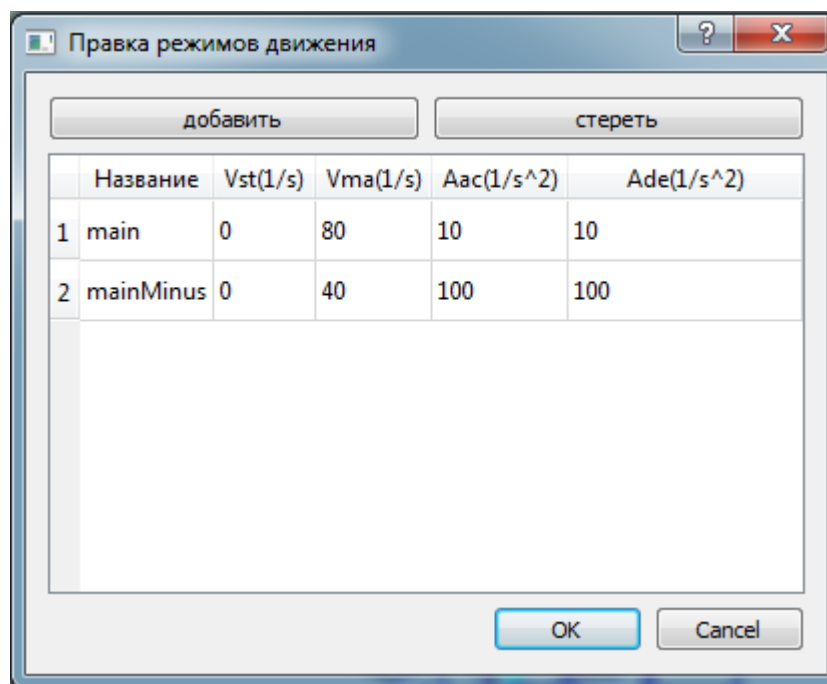 Правка режимов движения
добавить стереть
Название Vst(1/s) Vma(1/s) Aac(1/s^2) Ade(1/s^2)
1 main 0 80 10 10
2 mainMinus 0 40 100 100
OK Cancel